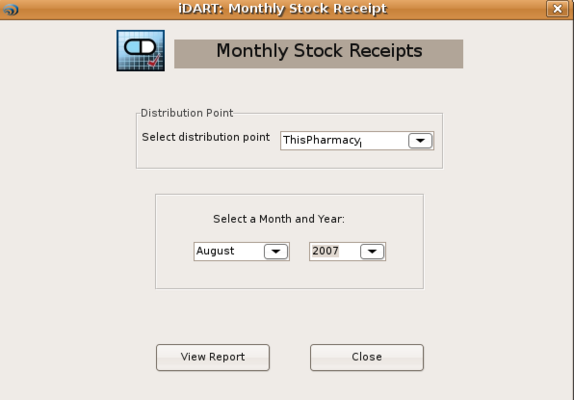 iDART: Monthly Stock Receipt
Monthly Stock Receipts
Distribution Point
Select distribution point ThisPharmacy
Select a Month and Year:
August 2007
View Report Close